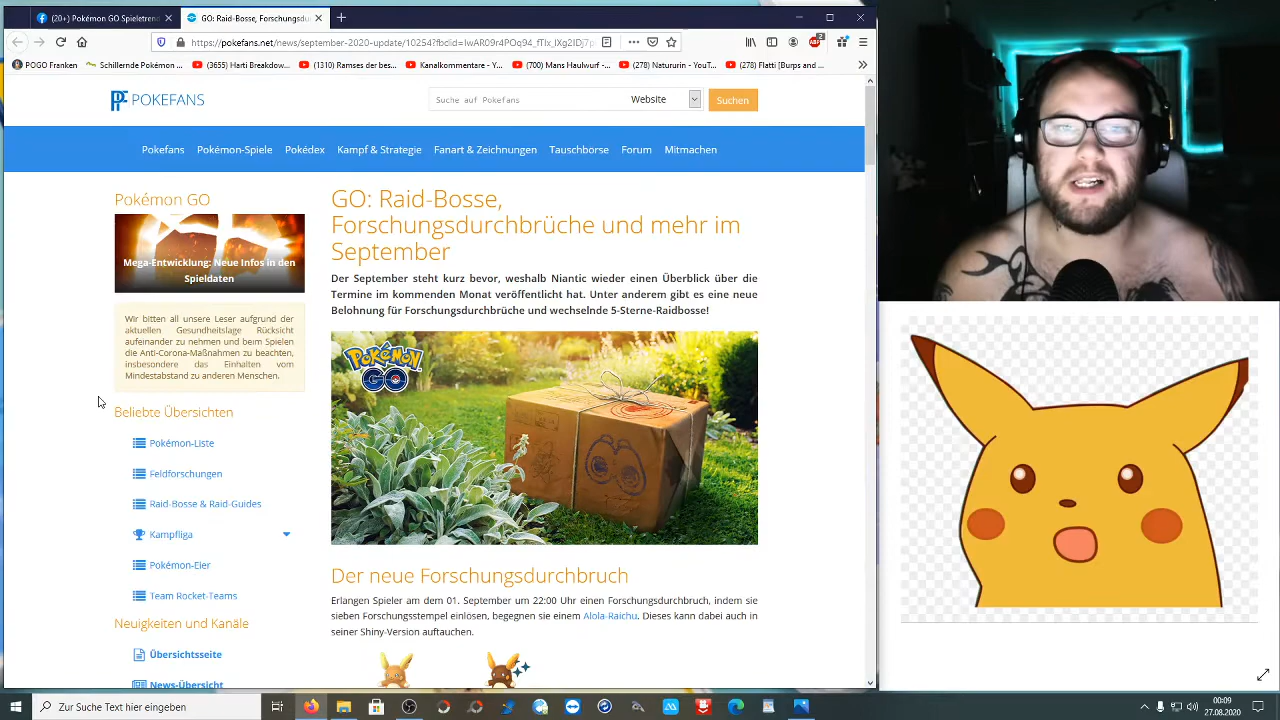 (20+) Pokémon GO Spieletrend
GO: Raid-Bosse, Forschungsdu
https://pokefans.net/news/september-2020-update/10254?fbclid=IwAR09r4POq94_fTlx_lXg2IDj7p
POGO Franken
Schillernde Pokémon ...
(3655) Harti Breakdow...
(1310) Ramses der bes...
Kanalkommentare - Y...
(700) Mans Haulwurf - ...
(278) Natururin - YouT...
(278) Flatti [Burps and ...
PF POKEFANS
Suche auf Pokefans
Website
Suchen
Pokefans
Pokémon-Spiele
Pokédex
Kampf & Strategie
Fanart & Zeichnungen
Tauschbörse
Forum
Mitmachen
Pokémon GO
Mega-Entwicklung: Neue Infos in den
Spieldaten
Wir bitten all unsere Leser aufgrund der
aktuellen Gesundheitslage Rücksicht
aufeinander zu nehmen und beim Spielen
die Anti-Corona-Maßnahmen zu beachten,
insbesondere das Einhalten vom
Mindestabstand zu anderen Menschen.
Beliebte Übersichten
Pokémon-Liste
Feldforschungen
Raid-Bosse & Raid-Guides
Kampfliga
Pokémon-Eier
Team Rocket-Teams
Neuigkeiten und Kanäle
Übersichtsseite
News-Übersicht
GO: Raid-Bosse,
Forschungsdurchbrüche und mehr im
September
Der September steht kurz bevor, weshalb Niantic wieder einen Überblick über die
Termine im kommenden Monat veröffentlicht hat. Unter anderem gibt es eine neue
Belohnung für Forschungsdurchbrüche und wechselnde 5-Sterne-Raidbosse!
POKéMON
GO
Der neue Forschungsdurchbruch
Erlangen Spieler am dem 01. September um 22:00 Uhr einen Forschungsdurchbruch, indem sie
sieben Forschungsstempel einlösen, begegnen sie einem Alola-Raichu. Dieses kann dabei auch in
seiner Shiny-Version auftauchen.
Zur Suche Text hier eingeben
00:09
27.08.2020